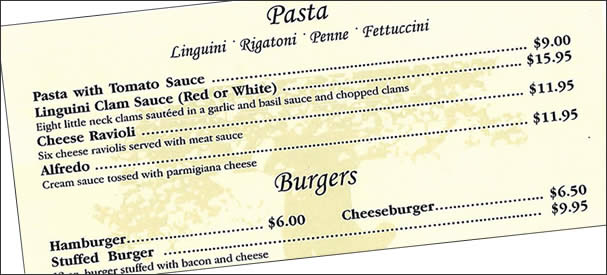 Pasta
Linguini · Rigatoni · Penne · Fettuccini
Pasta with Tomato Sauce ........................................ $9.00
Linguini Clam Sauce (Red or White) ........................................ $15.95
Eight little neck clams sautéed in a garlic and basil sauce and chopped clams
Cheese Ravioli ........................................ $11.95
Six cheese raviolis served with meat sauce
Alfredo ........................................ $11.95
Cream sauce tossed with parmigiana cheese
Burgers
Hamburger........................ $6.00 Cheeseburger........................ $6.50
Stuffed Burger ........................................ $9.95
burger stuffed with bacon and cheese